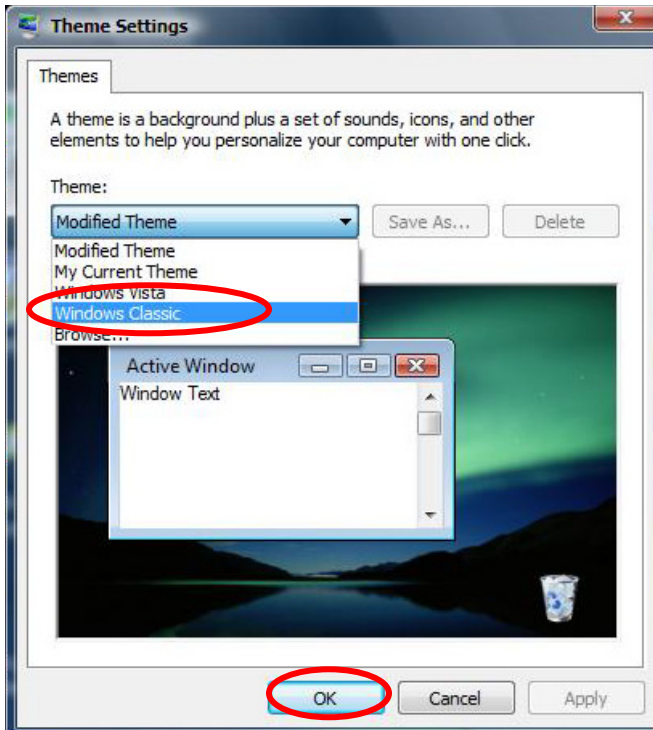 Theme Settings
Themes
A theme is a background plus a set of sounds, icons, and other
elements to help you personalize your computer with one click.
Theme:
Modified Theme
Save As...
Delete
Modified Theme
My Current Theme
Windows Vista
Windows Classic
Browse...
Active Window
Window Text
OK
Cancel
Apply